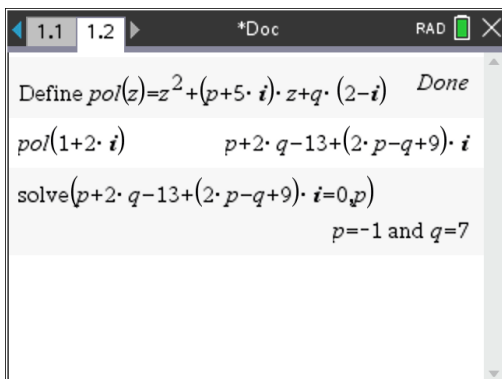 1.1 1.2 *Doc RAD
Define pol(z)=z²+(p+5·i)·z+q·(2−i) Done
pol(1+2·i) p+2·q−13+(2·p−q+9)·i
solve(p+2·q−13+(2·p−q+9)·i=0,p)
p=-1 and q=7